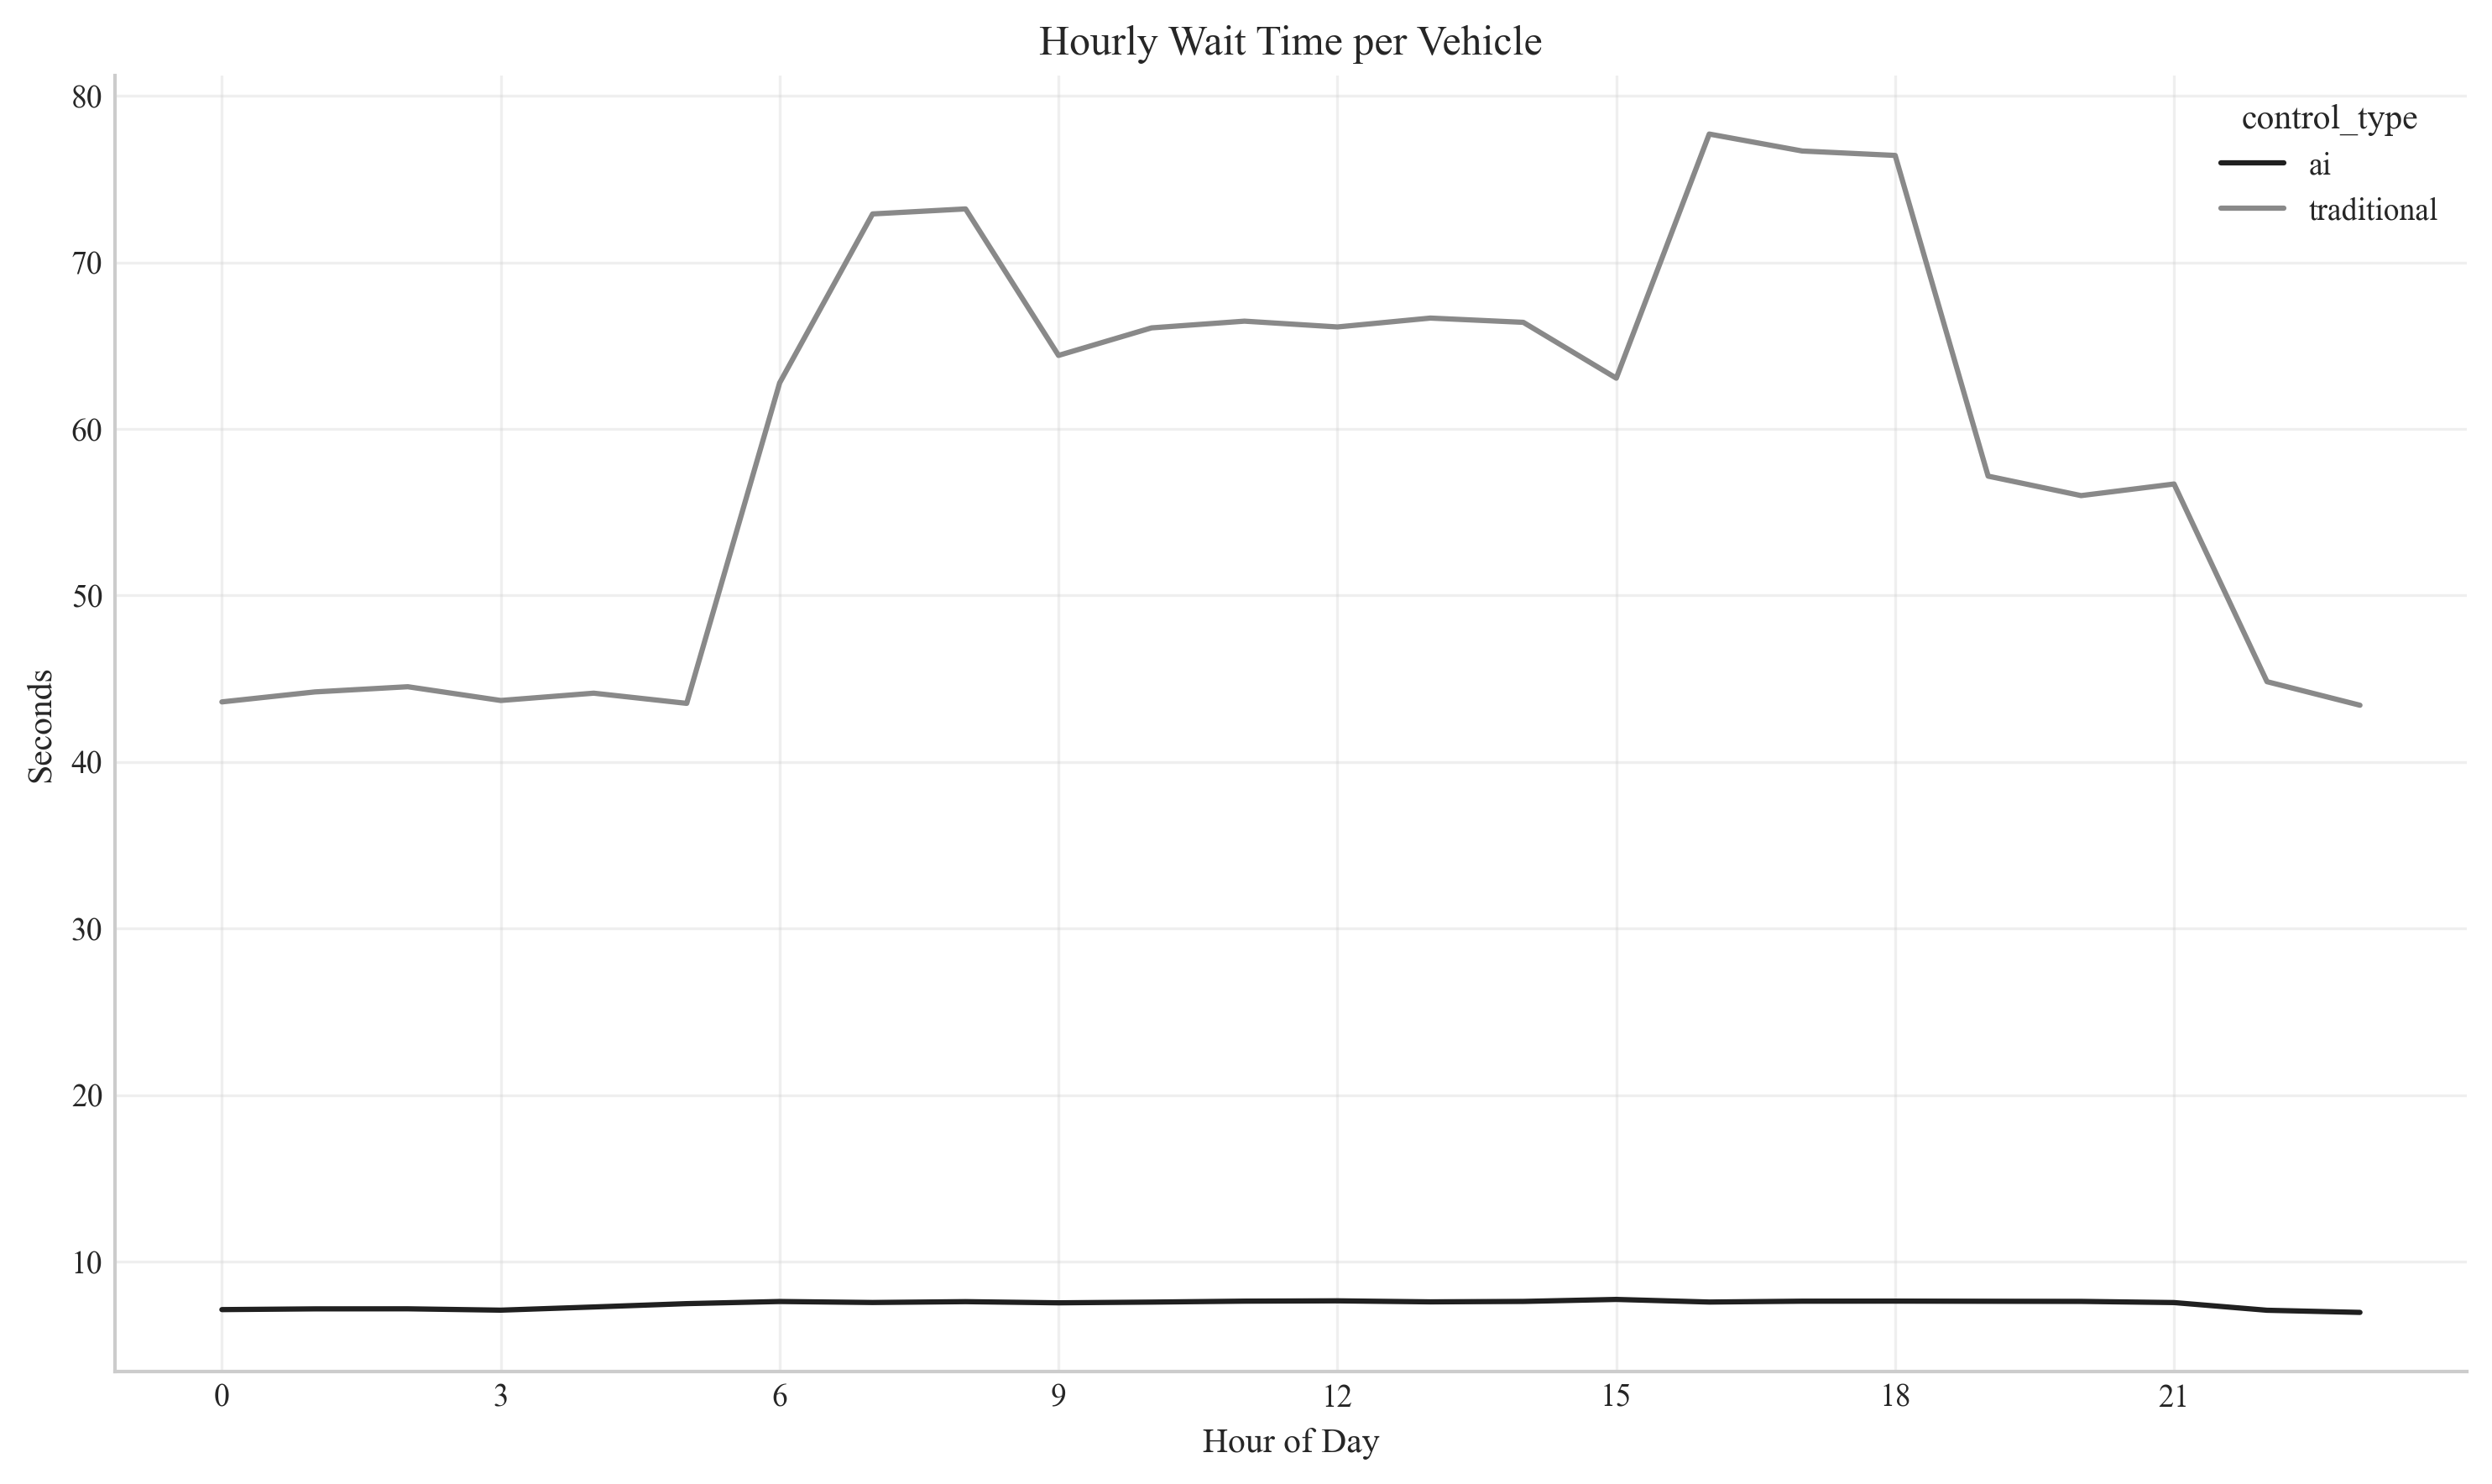 Hourly Wait Time per Vehicle
control_type
ai
traditional
80
70
60
50
40
30
20
10
Seconds
0 3 6 9 12 15 18 21
Hour of Day